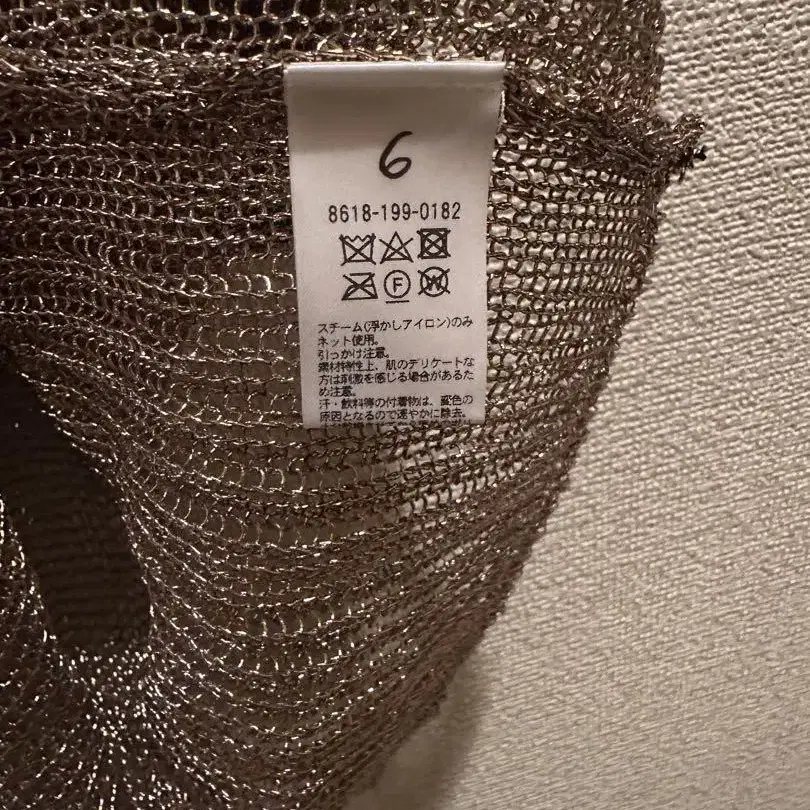 6
8618-199-0182
F
W
スチーム(浮かしアイロン)のみ
ネット使用。
引っかけ注意。
素材特性上、肌のデリケートな
方は刺激を感じる場合があるた
め注意。
汗・飲料等の付着物は、変色の
原因となるので速やかに除去。